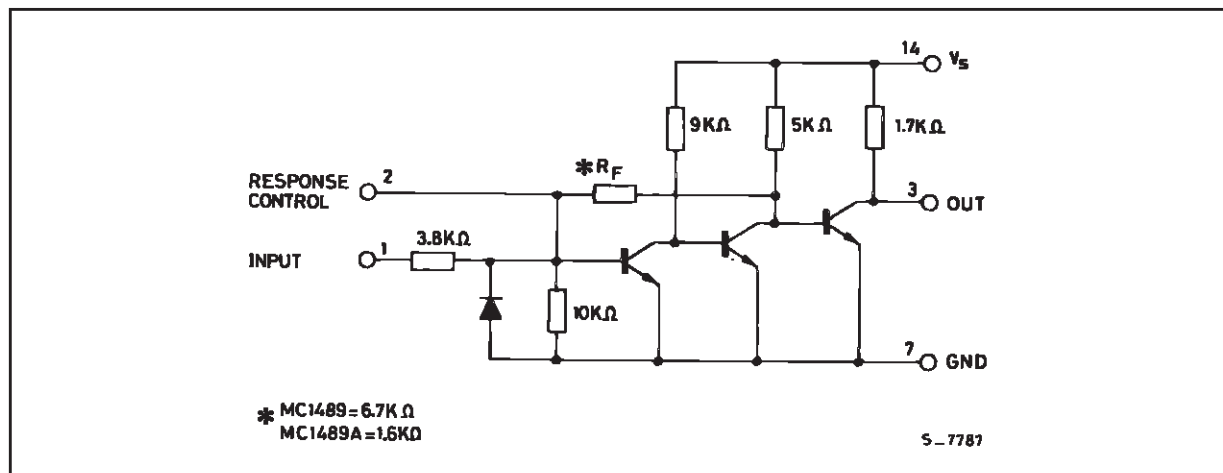 14
Vs
9KΩ
5KΩ
1.7KΩ
*RF
RESPONSE
CONTROL
2
3
OUT
3.8KΩ
INPUT
1
10KΩ
7
GND
* MC1489=6.7KΩ
MC1489A=1.6KΩ
S_7787